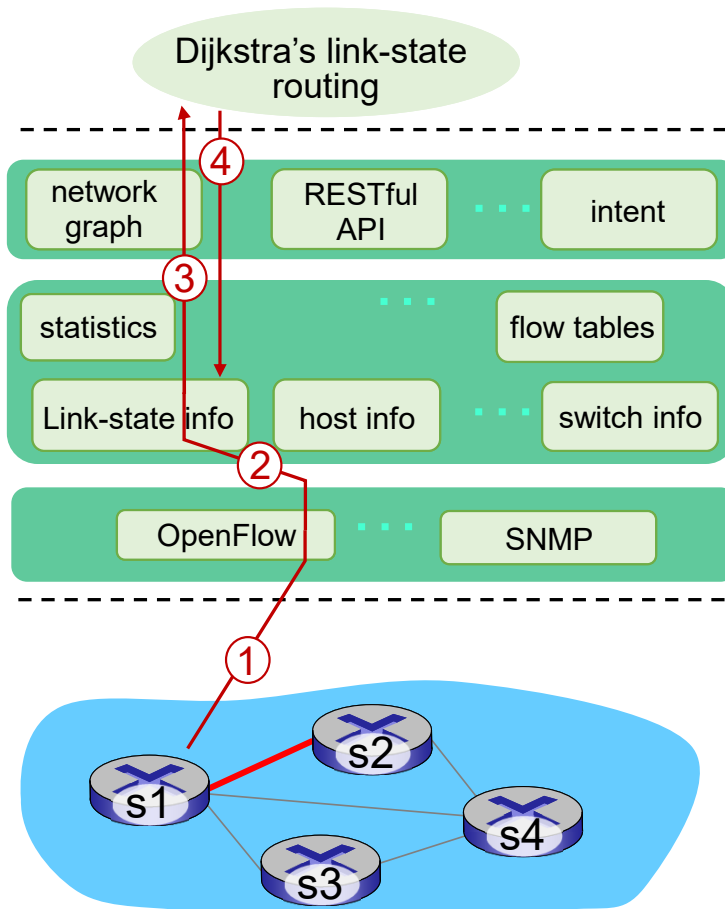 Dijkstra's link-state
routing
4
network
graph
RESTful
API
intent
3
statistics
flow tables
Link-state info
host info
switch info
2
OpenFlow
SNMP
1
s2
s1
s4
s3